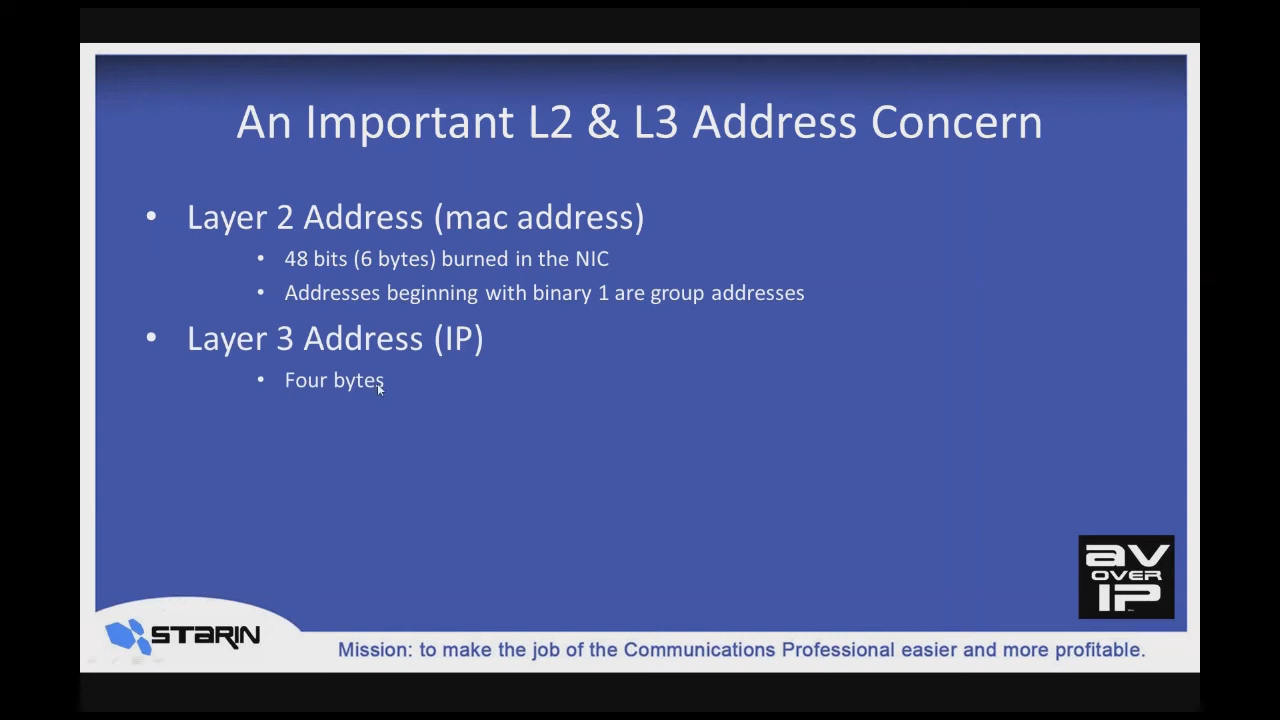 An Important L2 & L3 Address Concern
• Layer 2 Address (mac address)
• 48 bits (6 bytes) burned in the NIC
• Addresses beginning with binary 1 are group addresses
• Layer 3 Address (IP)
• Four bytes
av
OVER
IP
STARIN
Mission: to make the job of the Communications Professional easier and more profitable.